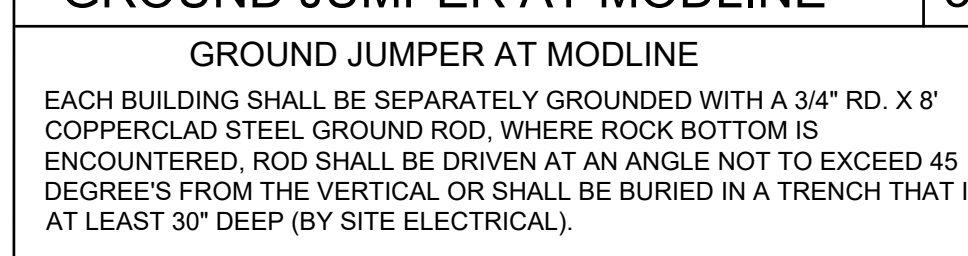 GROUND JUMPER AT MODLINE
GROUND JUMPER AT MODLINE
EACH BUILDING SHALL BE SEPARATELY GROUNDED WITH A 3/4" RD. X 8'
COPPERCLAD STEEL GROUND ROD, WHERE ROCK BOTTOM IS
ENCOUNTERED, ROD SHALL BE DRIVEN AT AN ANGLE NOT TO EXCEED 45
DEGREE'S FROM THE VERTICAL OR SHALL BE BURIED IN A TRENCH THAT
AT LEAST 30" DEEP (BY SITE ELECTRICAL).